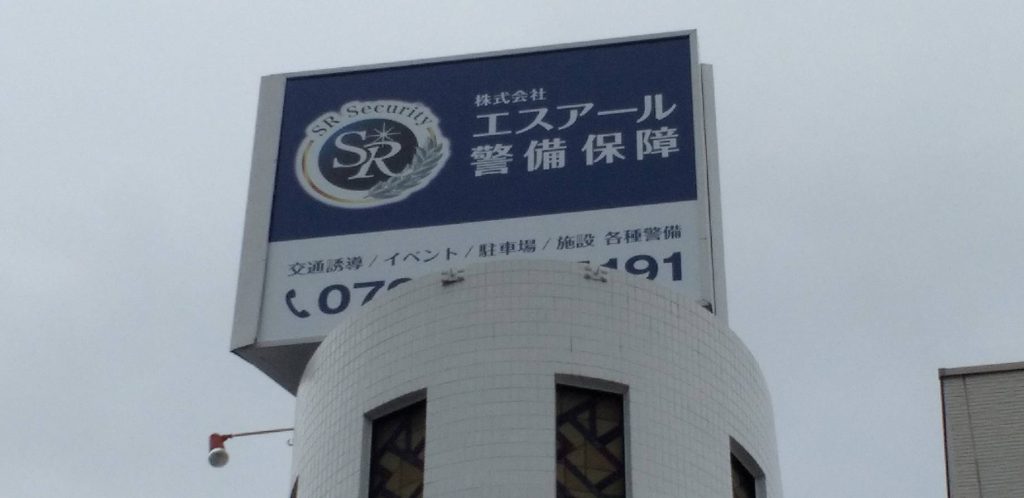 SR Security
SR
株式会社
エスアール
警備保障
交通誘導/イベント/駐車場/施設 各種警備